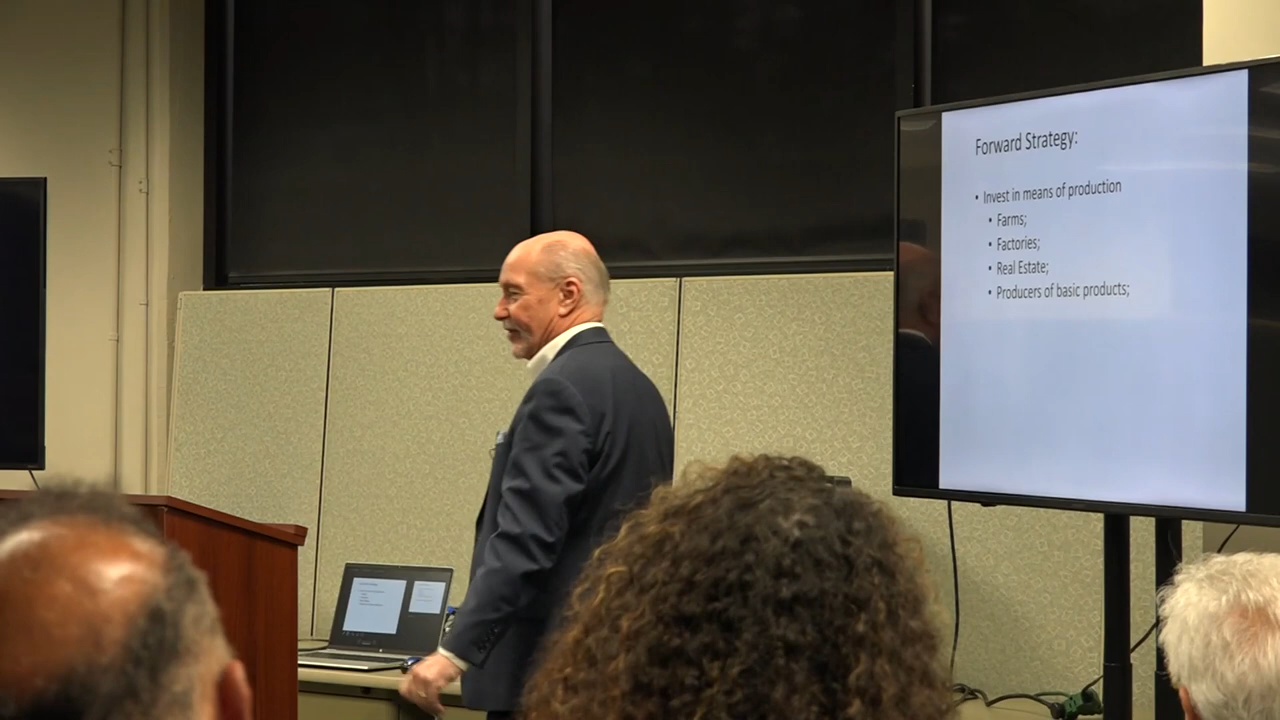 Forward Strategy:
• Invest in means of production
• Farms;
• Factories;
• Real Estate;
• Producers of basic products;